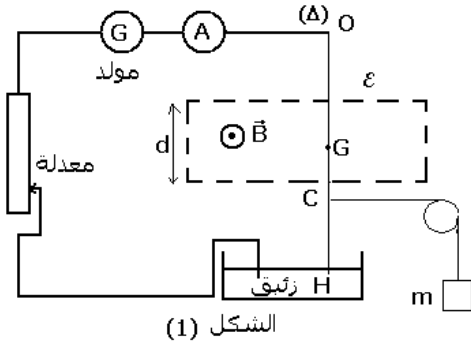 (Δ) O
G A
مولد
ε
d B⃗
G
معدلة
C
زئبق H
m
الشكل (1)